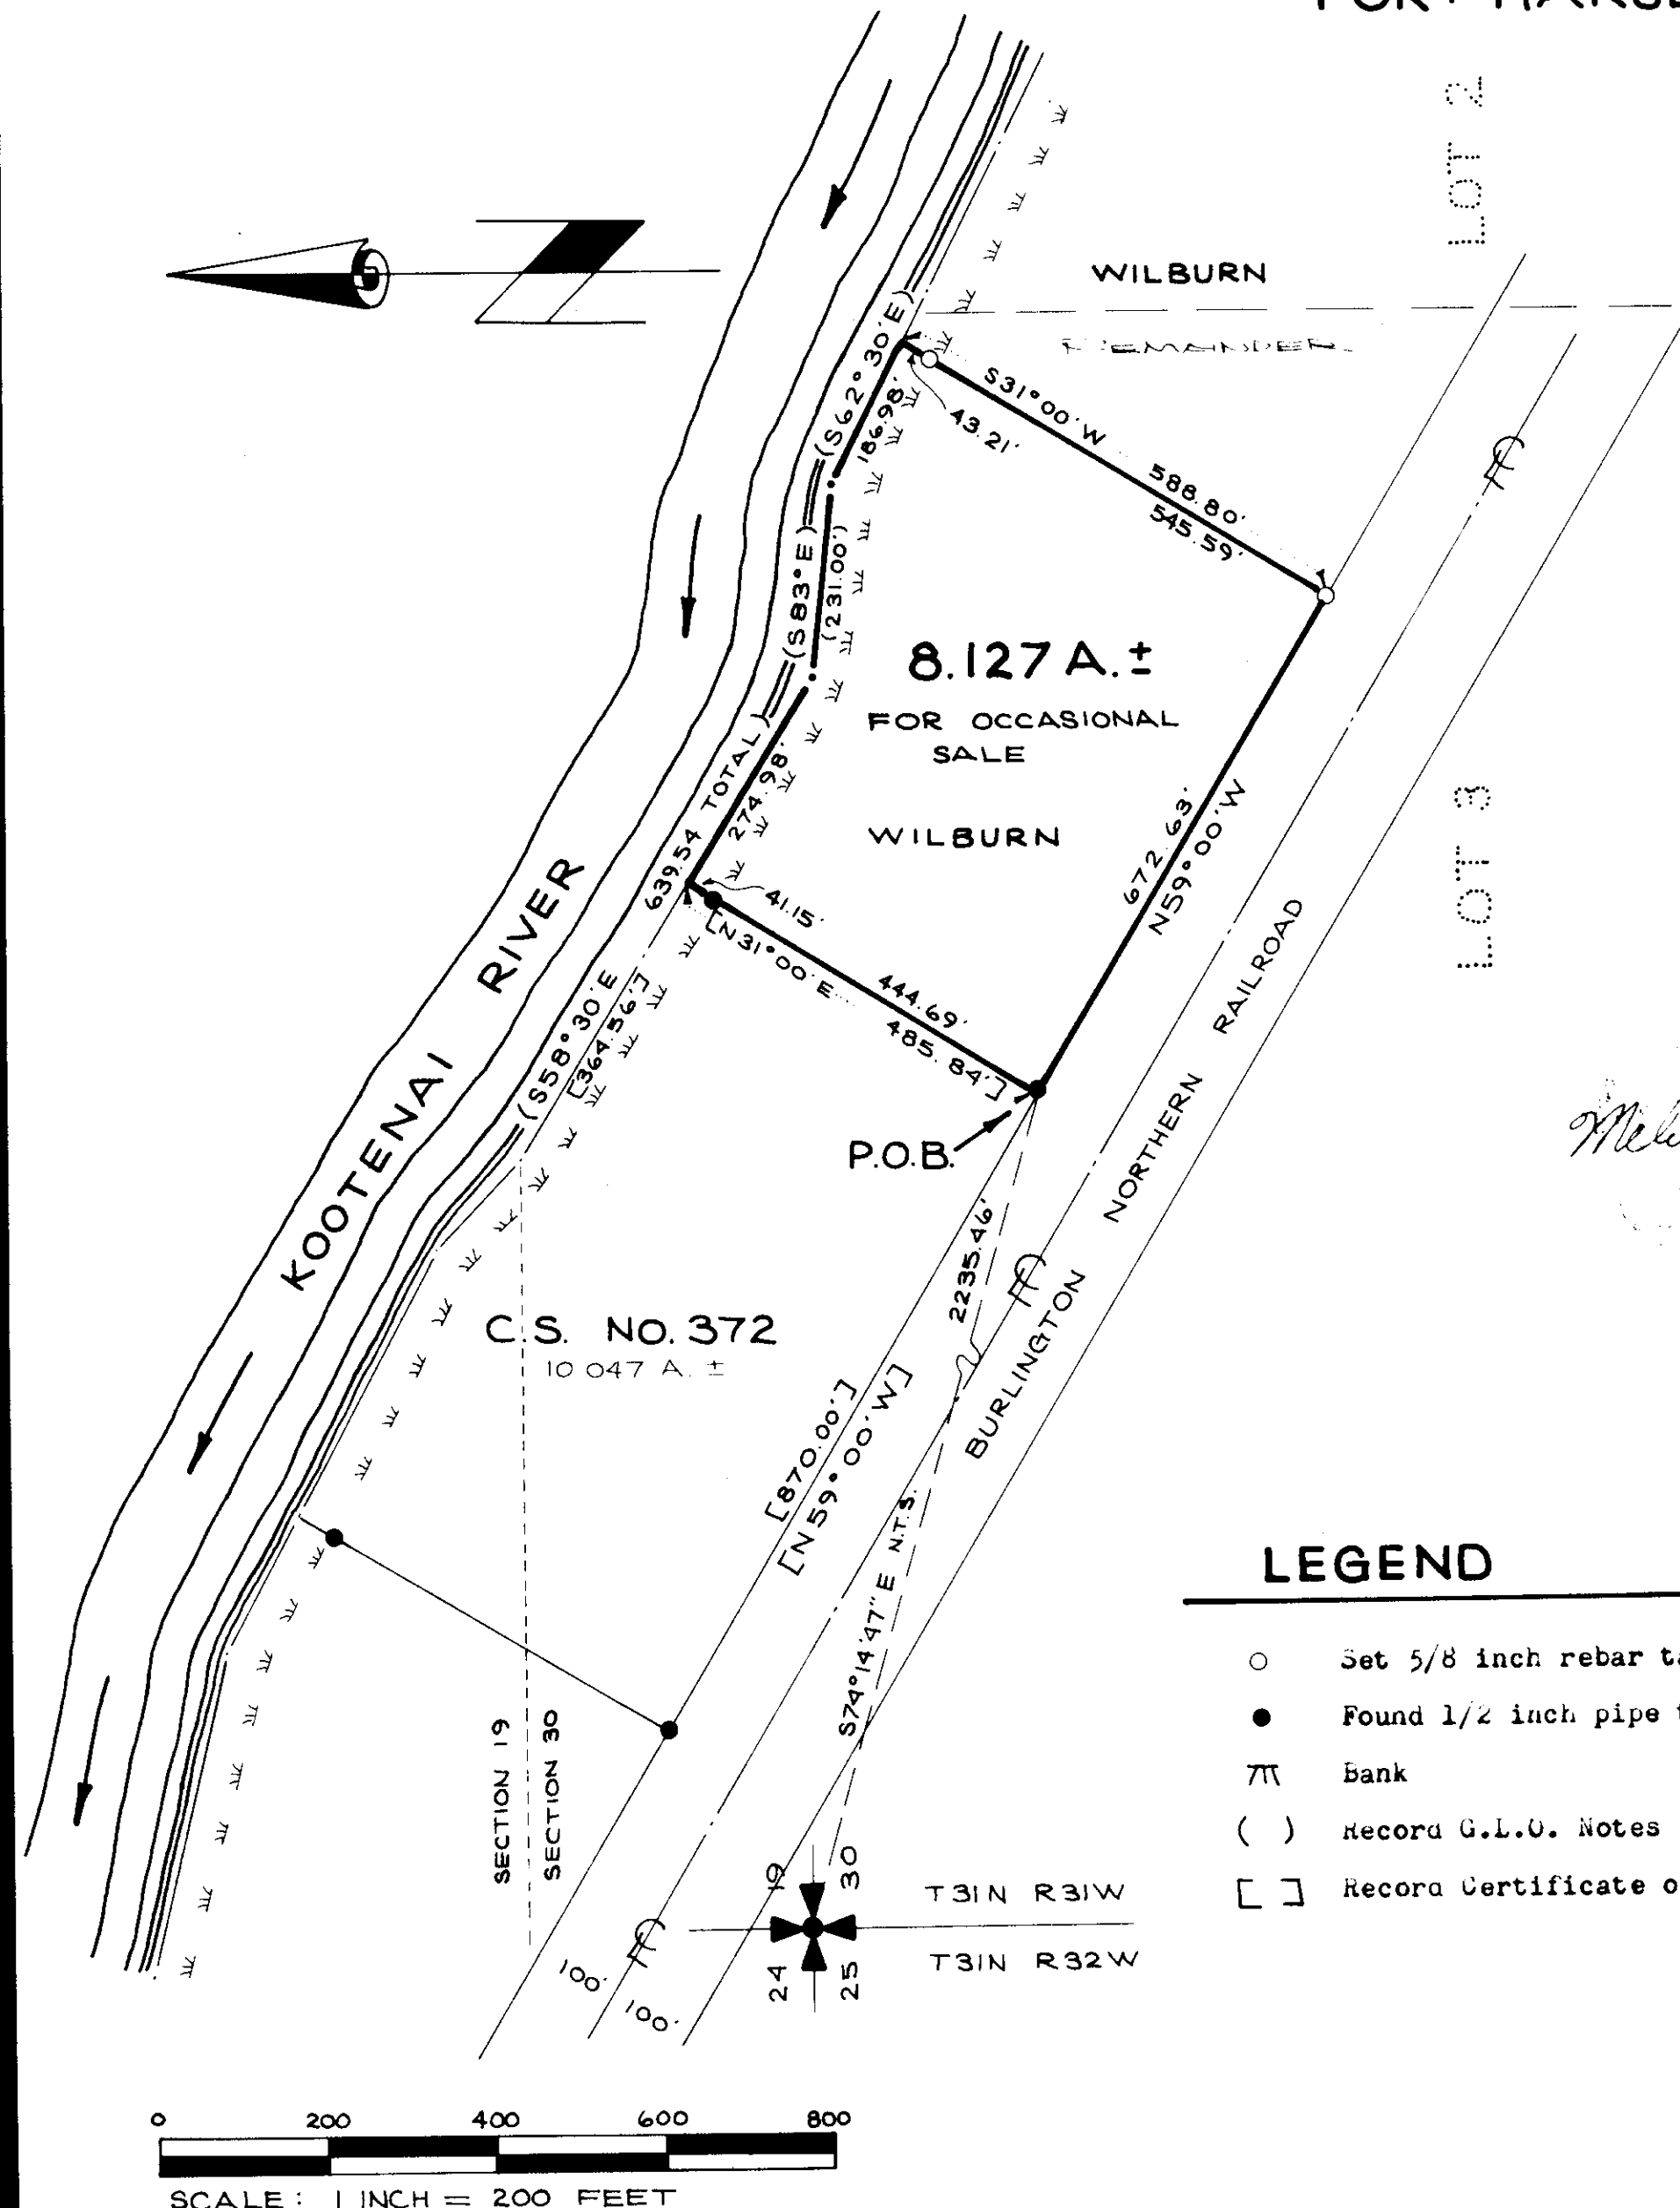 LOT 2
WILBURN
REMAINDER
(S62°30'E)
186.98'
43.21'
S31°00'W
588.80'
545.59'
(S83°E)
(231.00')
8.127 A.±
FOR OCCASIONAL
SALE
WILBURN
639.54 TOTAL)
274.98'
41.15'
[N31°00'E
444.69'
485.84']
672.63'
N59°00'W
LOT 3
KOOTENAI RIVER
(S58°30'E
[364.56']
P.O.B.
2235.46'
S74°14'47"E N.T.S.
BURLINGTON NORTHERN RAILROAD
C.S. NO. 372
10 047 A. ±
[870.00']
[N59°00'W]
SECTION 19
SECTION 30
100'
100'
19
30
24
25
T31N R31W
T31N R32W
LEGEND
Set 5/8 inch rebar
Found 1/2 inch pipe
Bank
( ) Record G.L.O. Notes
[ ] Record Certificate
0 200 400 600 800
SCALE: 1 INCH = 200 FEET